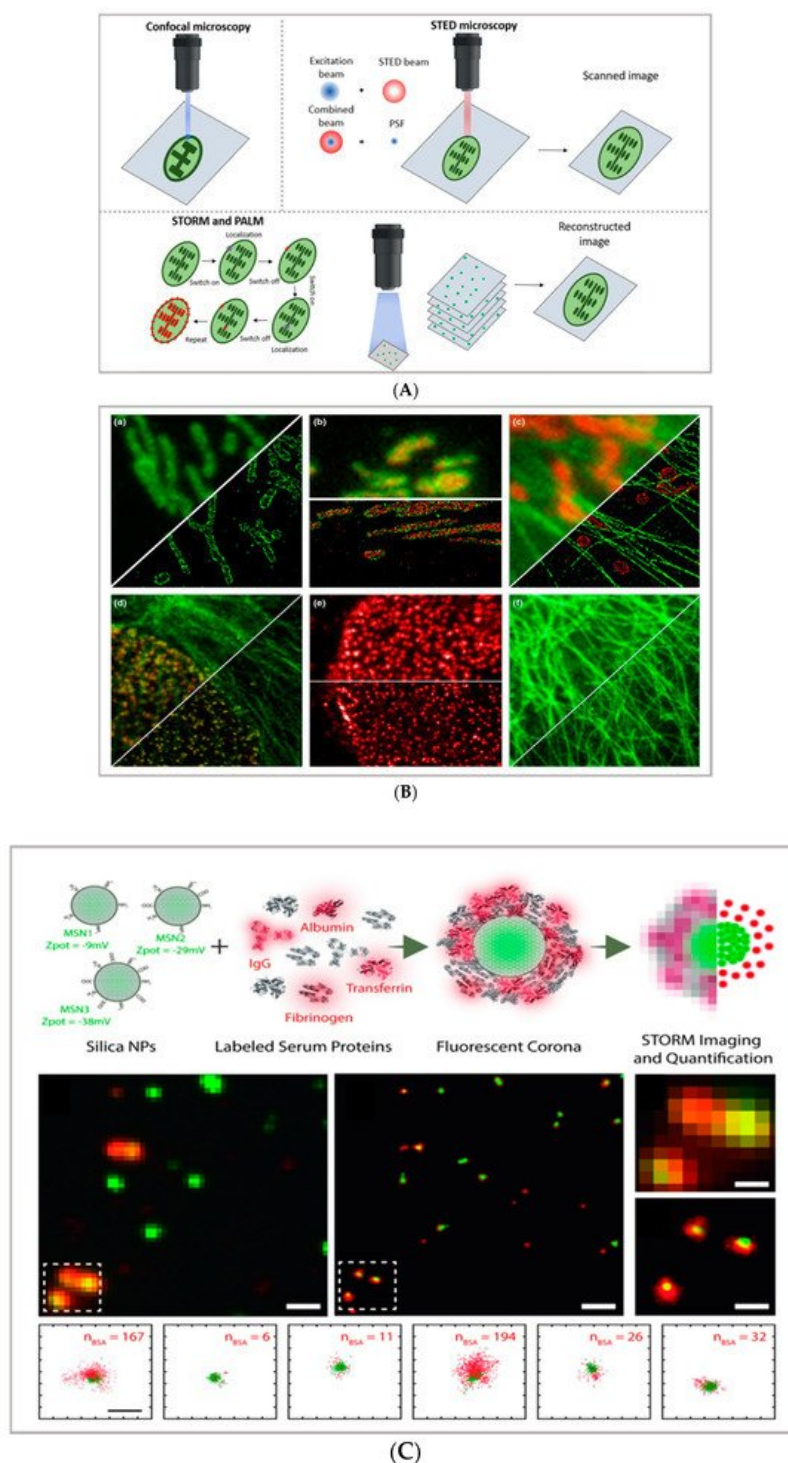 Confocal microscopy
STED microscopy
Excitation
beam
STED beam
Combined
beam
PSF
Scanned image
STORM and PALM
Localization
Switch on
Switch off
Switch on
Localization
Switch off
Repeat
Reconstructed
image
(A)
(a)
(b)
(c)
(d)
(e)
(f)
(B)
MSN1
Zpot = -9mV
MSN2
Zpot = -29mV
MSN3
Zpot = -38mV
+
IgG
Albumin
Transferrin
Fibrinogen
Silica NPs
Labeled Serum Proteins
Fluorescent Corona
STORM Imaging
and Quantification
nBSA = 167
nBSA = 6
nBSA = 11
nBSA = 194
nBSA = 26
nBSA = 32
(C)